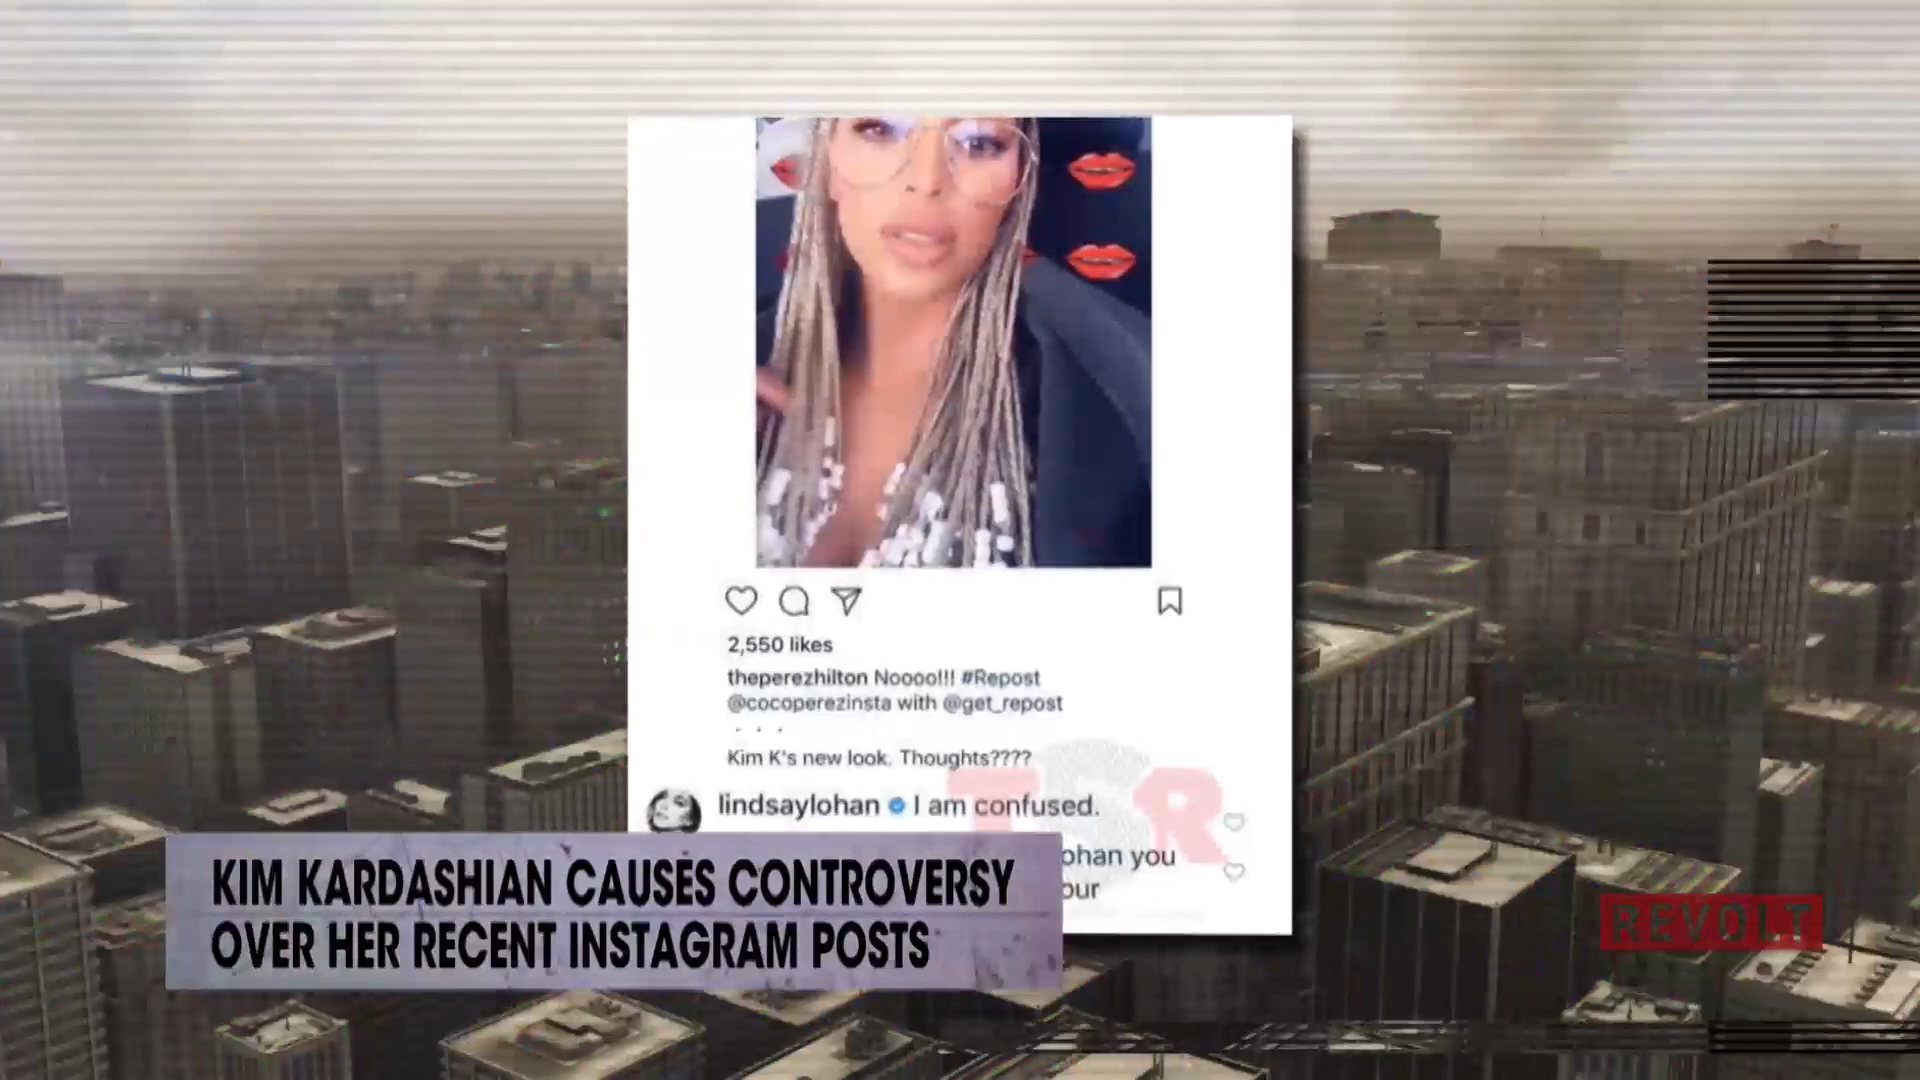 2,550 likes
theperezhilton Noooo!!! #Repost
@cocoperezinsta with @get_repost
. . .
Kim K's new look. Thoughts????
TSR
lindsaylohan I am confused.
ohan you
our
KIM KARDASHIAN CAUSES CONTROVERSY
OVER HER RECENT INSTAGRAM POSTS
REVOLT